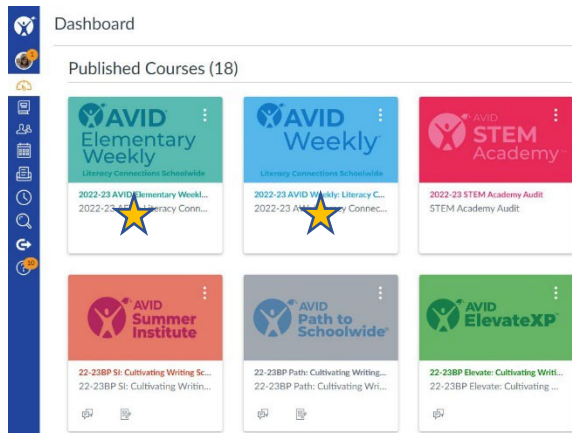 Dashboard
1
Published Courses (18)
AVID
Elementary
Weekly
Literacy Connections Schoolwide
2022-23 AVID Elementary Weekl...
2022-23 Literacy Conn...
AVID
Weekly
Literacy Connections Schoolwide
2022-23 AVID Weekly: Literacy C...
2022-23 Connec...
AVID
STEM
Academy
2022-23 STEM Academy Audit
STEM Academy Audit
10
AVID
Summer
Institute
22-23BP SI: Cultivating Writing Sc...
22-23BP SI: Cultivating Writin...
AVID
Path to
Schoolwide®
22-23BP Path: Cultivating Writing...
22-23BP Path: Cultivating Wri...
AVID
ElevateXP™
22-23BP Elevate: Cultivating Writi...
22-23BP Elevate: Cultivating ...